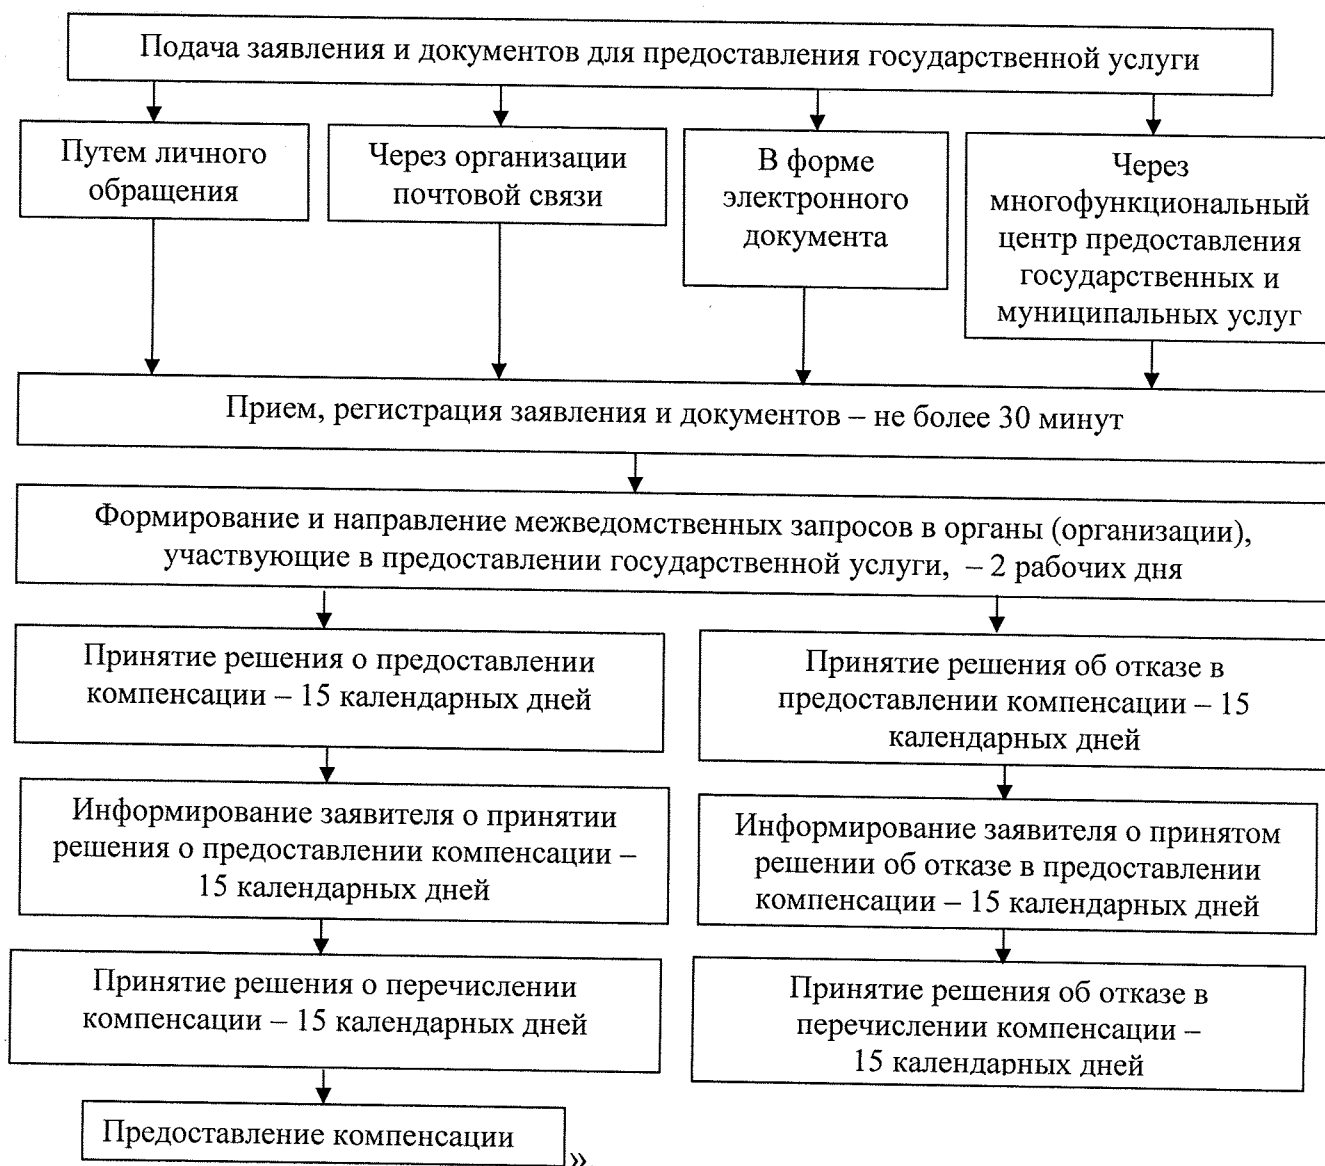 Подача заявления и документов для предоставления государственной услуги
Путем личного
обращения
Через организации
почтовой связи
В форме
электронного
документа
Через
многофункциональный
центр предоставления
государственных и
муниципальных услуг
Прием, регистрация заявления и документов – не более 30 минут
Формирование и направление межведомственных запросов в органы (организации),
участвующие в предоставлении государственной услуги,  – 2 рабочих дня
Принятие решения о предоставлении
компенсации – 15 календарных дней
Принятие решения об отказе в
предоставлении компенсации – 15
календарных дней
Информирование заявителя о принятии
решения о предоставлении компенсации –
15 календарных дней
Информирование заявителя о принятом
решении об отказе в предоставлении
компенсации – 15 календарных дней
Принятие решения о перечислении
компенсации – 15 календарных дней
Принятие решения об отказе в
перечислении компенсации –
15 календарных дней
Предоставление компенсации
»